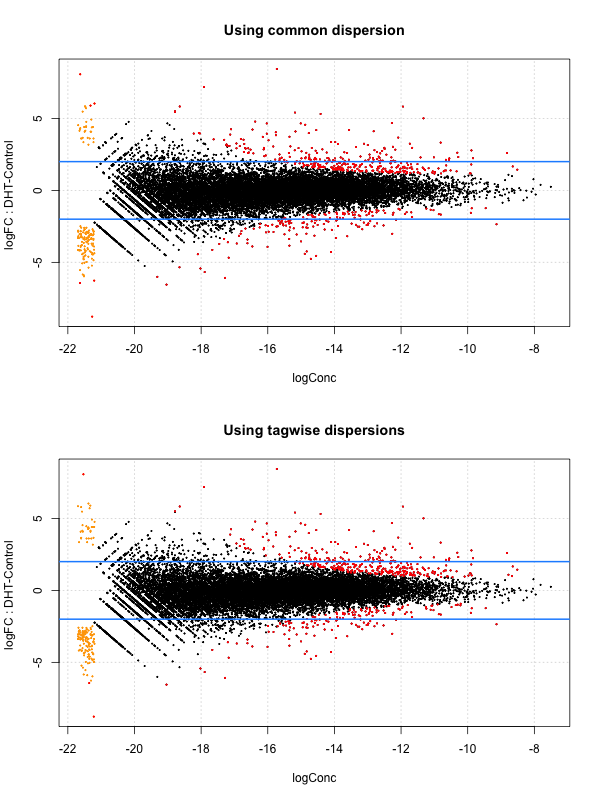 Using common dispersion
logFC : DHT-Control
5
0
-5
-22 -20 -18 -16 -14 -12 -10 -8
logConc
Using tagwise dispersions
logFC : DHT-Control
5
0
-5
-22 -20 -18 -16 -14 -12 -10 -8
logConc